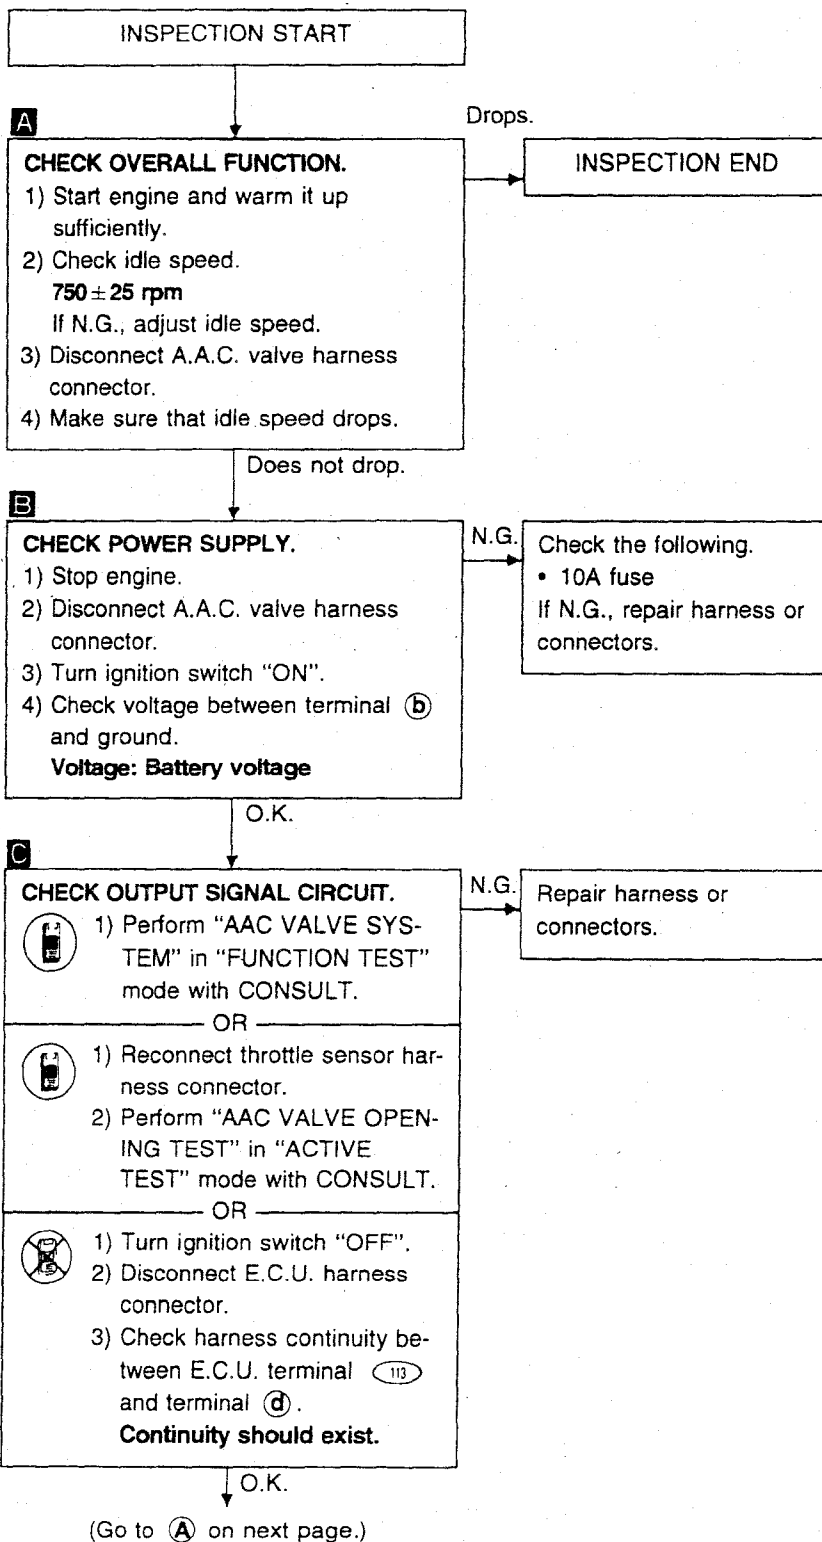 INSPECTION START
A
Drops.
CHECK OVERALL FUNCTION.
1) Start engine and warm it up
sufficiently.
2) Check idle speed.
750±25 rpm
If N.G., adjust idle speed.
3) Disconnect A.A.C. valve harness
connector.
4) Make sure that idle speed drops.
INSPECTION END
Does not drop.
B
CHECK POWER SUPPLY.
1) Stop engine.
2) Disconnect A.A.C. valve harness
connector.
3) Turn ignition switch “ON”.
4) Check voltage between terminal ⓑ
and ground.
Voltage: Battery voltage
N.G.
Check the following.
• 10A fuse
If N.G., repair harness or
connectors.
O.K.
C
CHECK OUTPUT SIGNAL CIRCUIT.
1) Perform “AAC VALVE SYS-
TEM” in “FUNCTION TEST”
mode with CONSULT.
OR
1) Reconnect throttle sensor har-
ness connector.
2) Perform “AAC VALVE OPEN-
ING TEST” in “ACTIVE
TEST” mode with CONSULT.
OR
1) Turn ignition switch “OFF”.
2) Disconnect E.C.U. harness
connector.
3) Check harness continuity be-
tween E.C.U. terminal 113
and terminal ⓓ.
Continuity should exist.
N.G.
Repair harness or
connectors.
O.K.
(Go to Ⓐ on next page.)